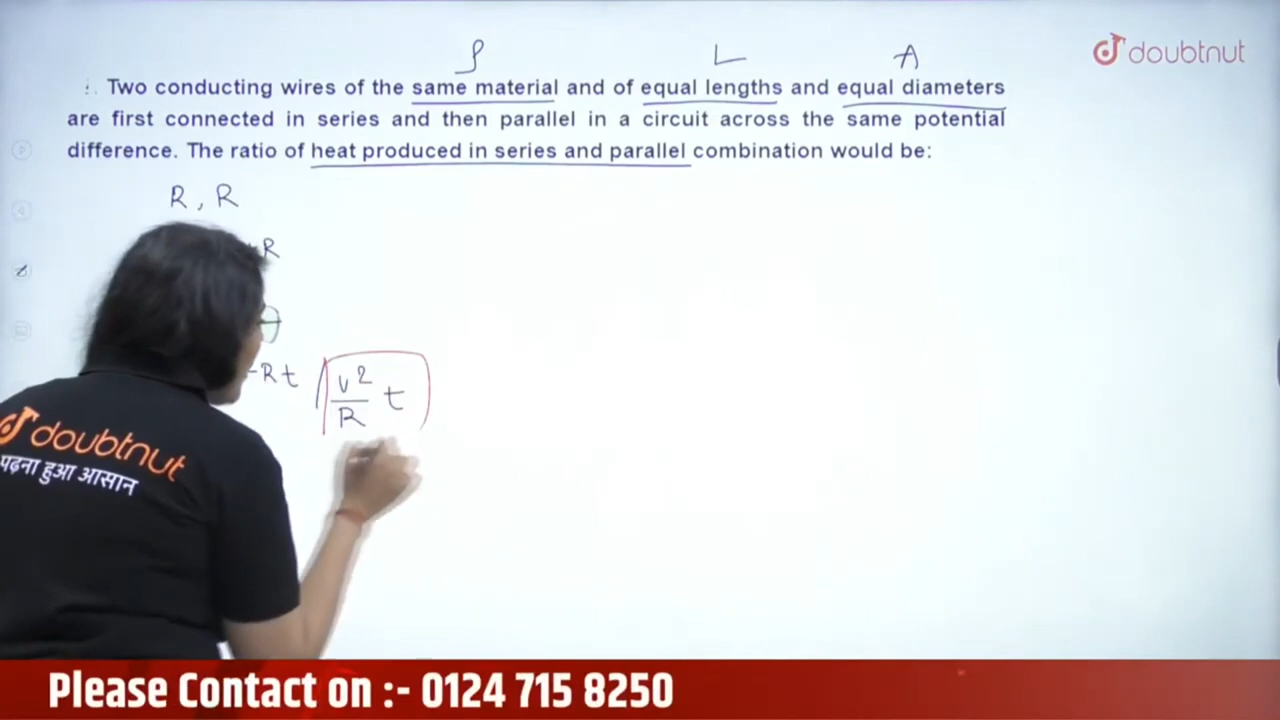 ρ L A
doubtnut
Two conducting wires of the same material and of equal lengths and equal diameters
are first connected in series and then parallel in a circuit across the same potential
difference. The ratio of heat produced in series and parallel combination would be:
R , R
R
R t
V² / R t
doubtnut
पढ़ना हुआ आसान
Please Contact on :- 0124 715 8250